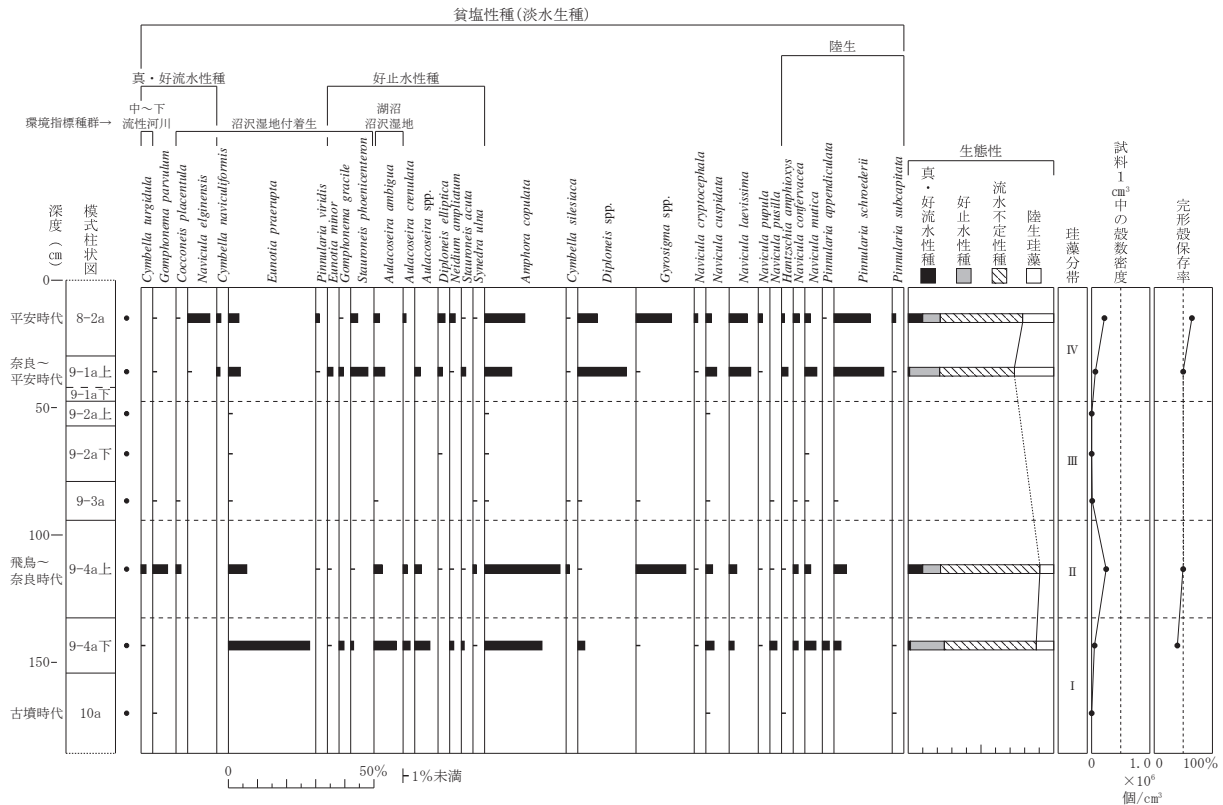 貧塩性種(淡水生種)
陸生
真・好流水性種
好止水性種
環境指標種群→
中～下
流性河川
沼沢湿地付着生
湖沼
沼沢湿地
生態性
深度(cm)
模式柱状図
Cymbella turgidula
Gomphonema parvulum
Cocconeis placentula
Navicula elginensis
Cymbella naviculiformis
Eunotia praerupta
Pinnularia viridis
Eunotia minor
Gomphonema gracile
Stauroneis phoenicenteron
Aulacoseira ambigua
Aulacoseira crenulata
Aulacoseira spp.
Diploneis elliptica
Neidium ampliatum
Stauroneis acuta
Synedra ulna
Amphora copulata
Cymbella silesiaca
Diploneis spp.
Gyrosigma spp.
Navicula cryptocephala
Navicula cuspidata
Navicula laevissima
Navicula pupula
Navicula pusilla
Hantzschia amphioxys
Navicula confervacea
Navicula mutica
Pinnularia appendiculata
Pinnularia schroederii
Pinnularia subcapitata
真・好流水性種
好止水性種
流水不定性種
陸生珪藻
珪藻分帯
試料1cm³中の殻数密度
完形殻保存率
0
平安時代
8-2a
奈良～
平安時代
9-1a上
9-1a下
Ⅳ
50
9-2a上
9-2a下
9-3a
Ⅲ
100
飛鳥～
奈良時代
9-4a上
Ⅱ
9-4a下
150
Ⅰ
古墳時代
10a
0 50%
1%未満
0 1.0
×10⁶
個/cm³
0 100%